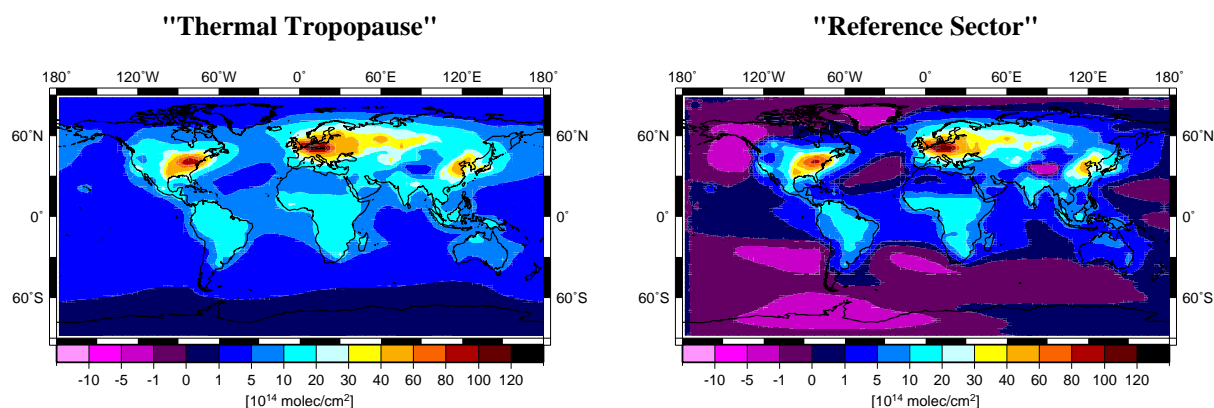 "Thermal Tropopause"
180˚ 120˚W 60˚W 0˚ 60˚E 120˚E 180˚
60˚N 60˚N
0˚ 0˚
60˚S 60˚S
-10 -5 -1 0 1 5 10 20 30 40 60 80 100 120
[10¹⁴ molec/cm²]
"Reference Sector"
180˚ 120˚W 60˚W 0˚ 60˚E 120˚E 180˚
60˚N 60˚N
0˚ 0˚
60˚S 60˚S
-10 -5 -1 0 1 5 10 20 30 40 60 80 100 120
[10¹⁴ molec/cm²]